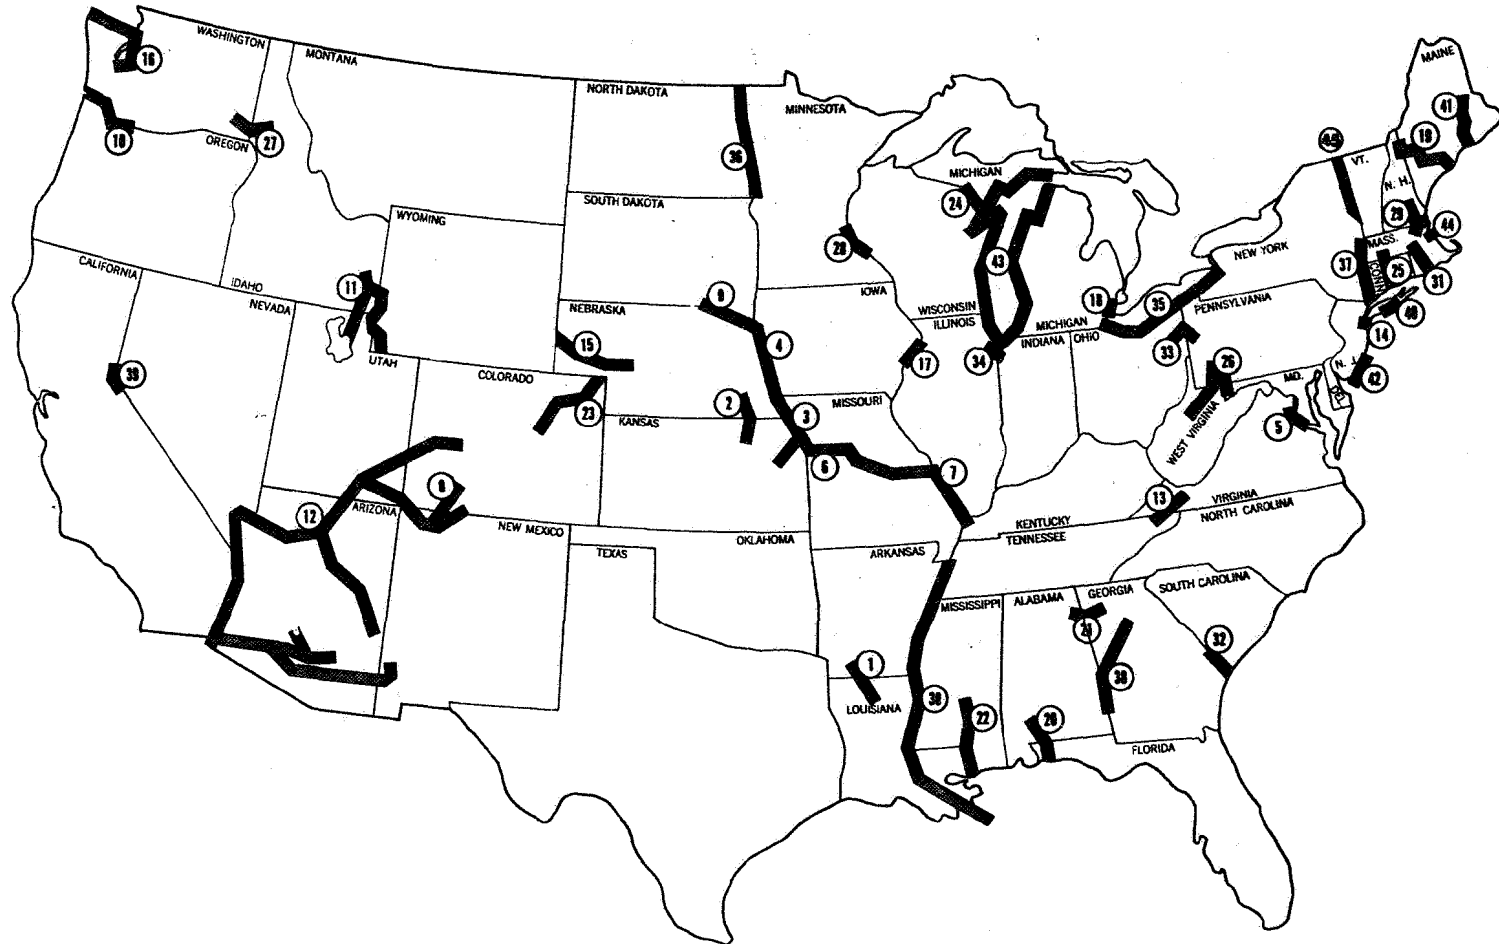 MAINE
WASHINGTON
16
MONTANA
NORTH DAKOTA
MINNESOTA
41
10
OREGON
27
36
45
VT.
19
MICHIGAN
24
SOUTH DAKOTA
WYOMING
N. H.
29
44
28
NEW YORK
MASS.
CALIFORNIA
IDAHO
11
43
37
CONN
25
31
NEVADA
NEBRASKA
9
IOWA
WISCONSIN
ILLINOIS
18
35
PENNSYLVANIA
40
MICHIGAN
INDIANA
OHIO
15
4
17
34
33
14
UTAH
39
COLORADO
26
MD.
N. J.
42
DEL
2
MISSOURI
23
KANSAS
3
5
WEST VIRGINIA
6
7
8
13
VIRGINIA
NORTH CAROLINA
12
ARIZONA
NEW MEXICO
KENTUCKY
TENNESSEE
TEXAS
OKLAHOMA
ARKANSAS
MISSISSIPPI
ALABAMA
GEORGIA
SOUTH CAROLINA
21
32
1
LOUISIANA
30
38
22
20
FLORIDA